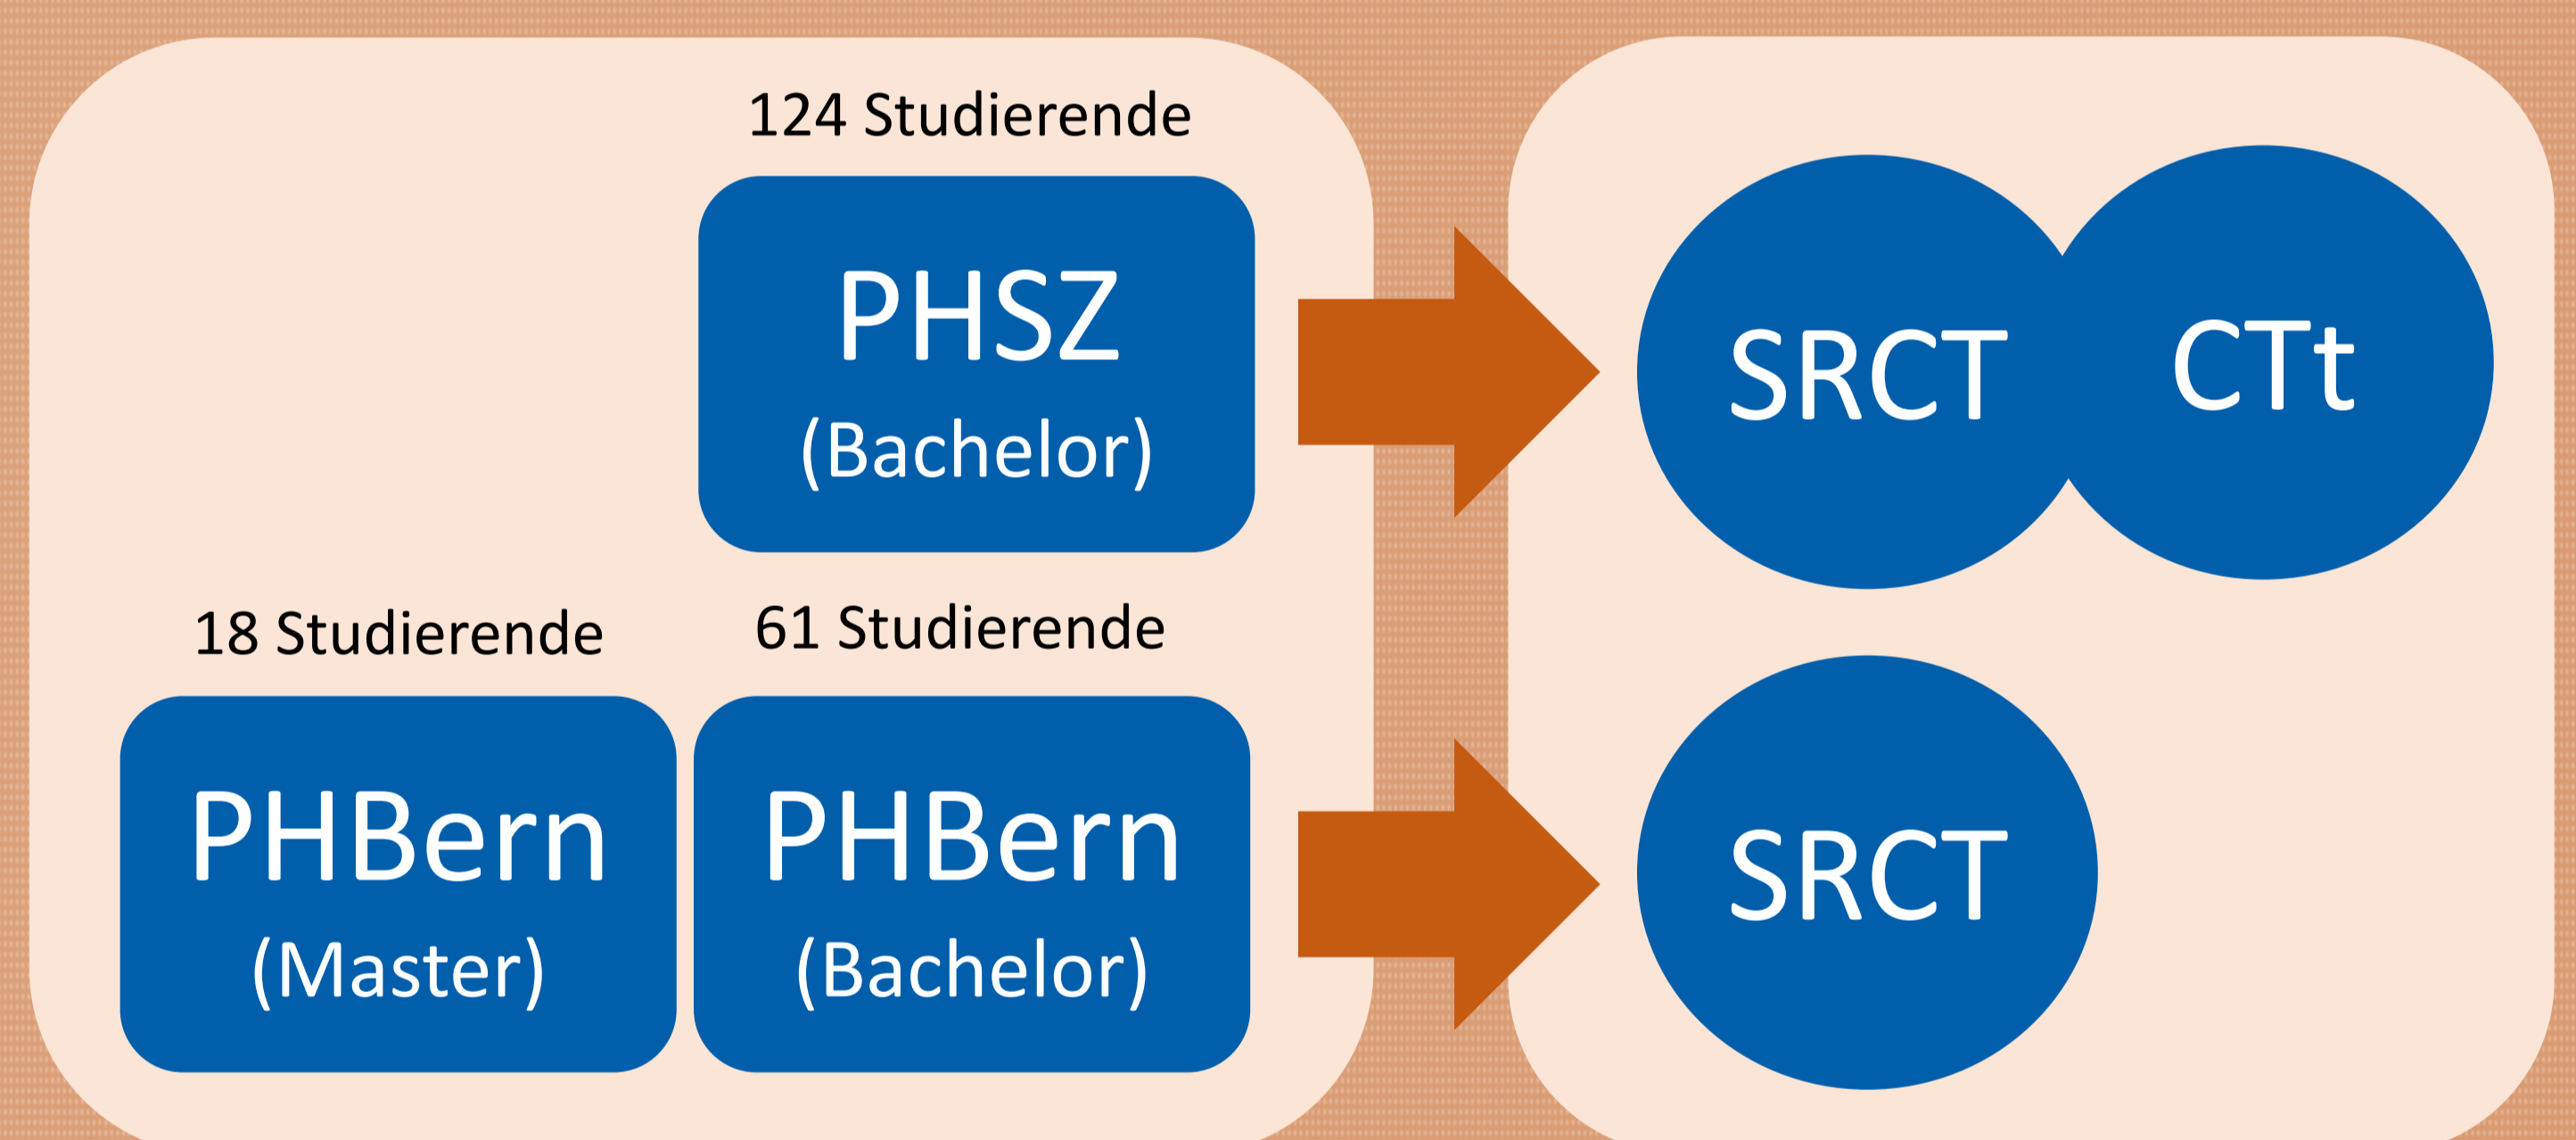 124 Studierende
PHSZ
(Bachelor)
SRCT
CTt
18 Studierende
61 Studierende
PHBern
(Master)
PHBern
(Bachelor)
SRCT